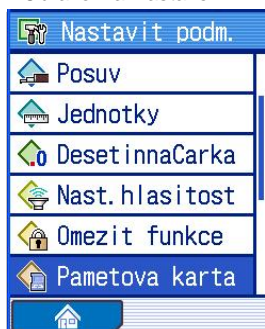 Nastavit podm.
Posuv
Jednotky
DesetinnaCarka
Nast.hlasitost
Omezit funkce
Pametova karta